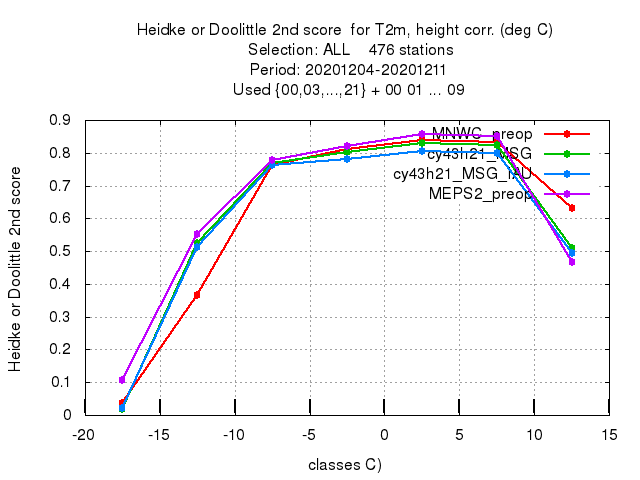 Heidke or Doolittle 2nd score  for T2m, height corr. (deg C)
Selection: ALL    476 stations
Period: 20201204-20201211
Used {00,03,...,21} + 00 01 ... 09
Heidke or Doolittle 2nd score
0.9
0.8
0.7
0.6
0.5
0.4
0.3
0.2
0.1
0
MNWC_preop
cy43h21_MSG
cy43h21_MSG_IAU
MEPS2_preop
-20 -15 -10 -5 0 5 10 15
classes C)